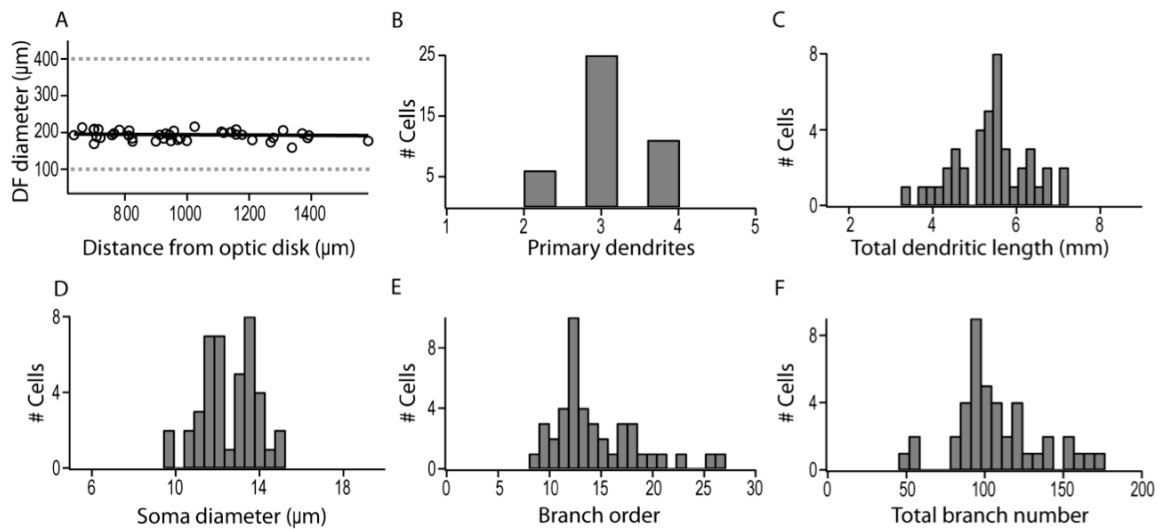 A
DF diameter (µm)
400
300
200
100
800 1000 1200 1400
Distance from optic disk (µm)
B
# Cells
25
15
5
1 2 3 4 5
Primary dendrites
C
# Cells
8
4
0
2 4 6 8
Total dendritic length (mm)
D
# Cells
8
4
0
6 10 14 18
Soma diameter (µm)
E
# Cells
8
4
0
0 5 10 15 20 25 30
Branch order
F
# Cells
8
4
0
0 50 100 150 200
Total branch number